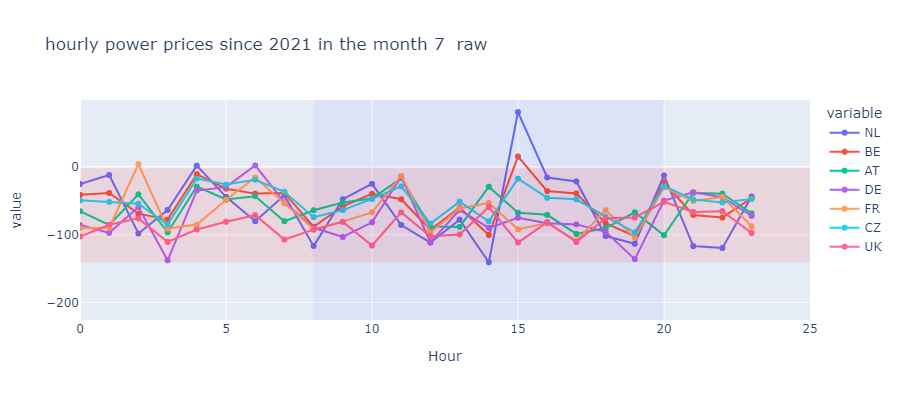 hourly power prices since 2021 in the month 7  raw
variable
NL
BE
AT
DE
FR
CZ
UK
value
0
−100
−200
0
5
10
15
20
25
Hour